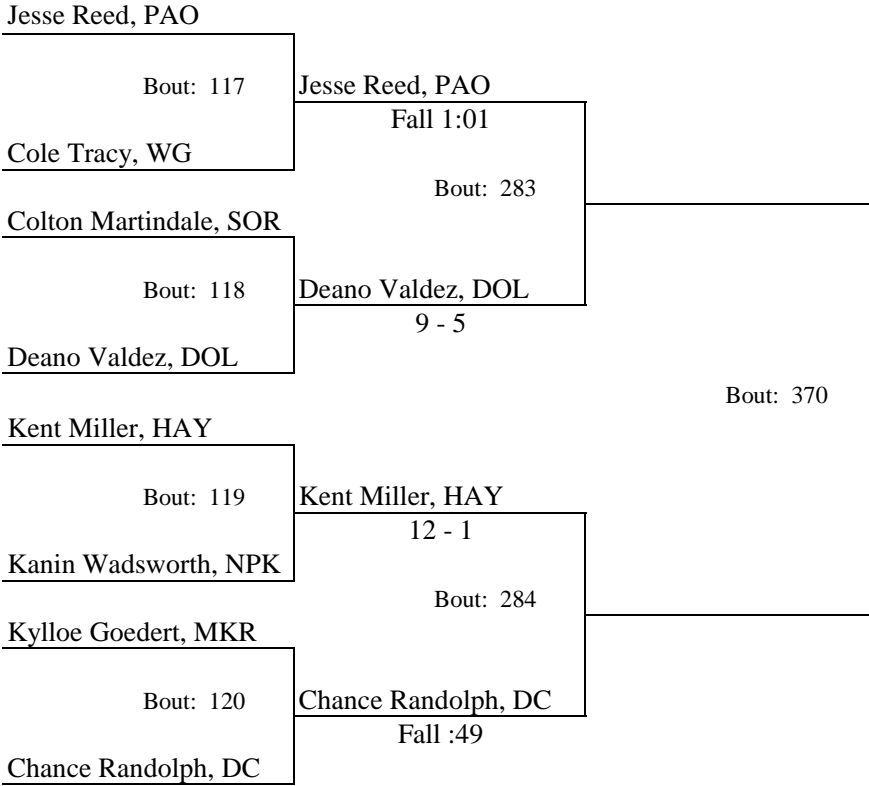 Jesse Reed, PAO
Bout: 117
Jesse Reed, PAO
Fall 1:01
Cole Tracy, WG
Bout: 283
Colton Martindale, SOR
Bout: 118
Deano Valdez, DOL
9 - 5
Deano Valdez, DOL
Bout: 370
Kent Miller, HAY
Bout: 119
Kent Miller, HAY
12 - 1
Kanin Wadsworth, NPK
Bout: 284
Kylloe Goedert, MKR
Bout: 120
Chance Randolph, DC
Fall :49
Chance Randolph, DC